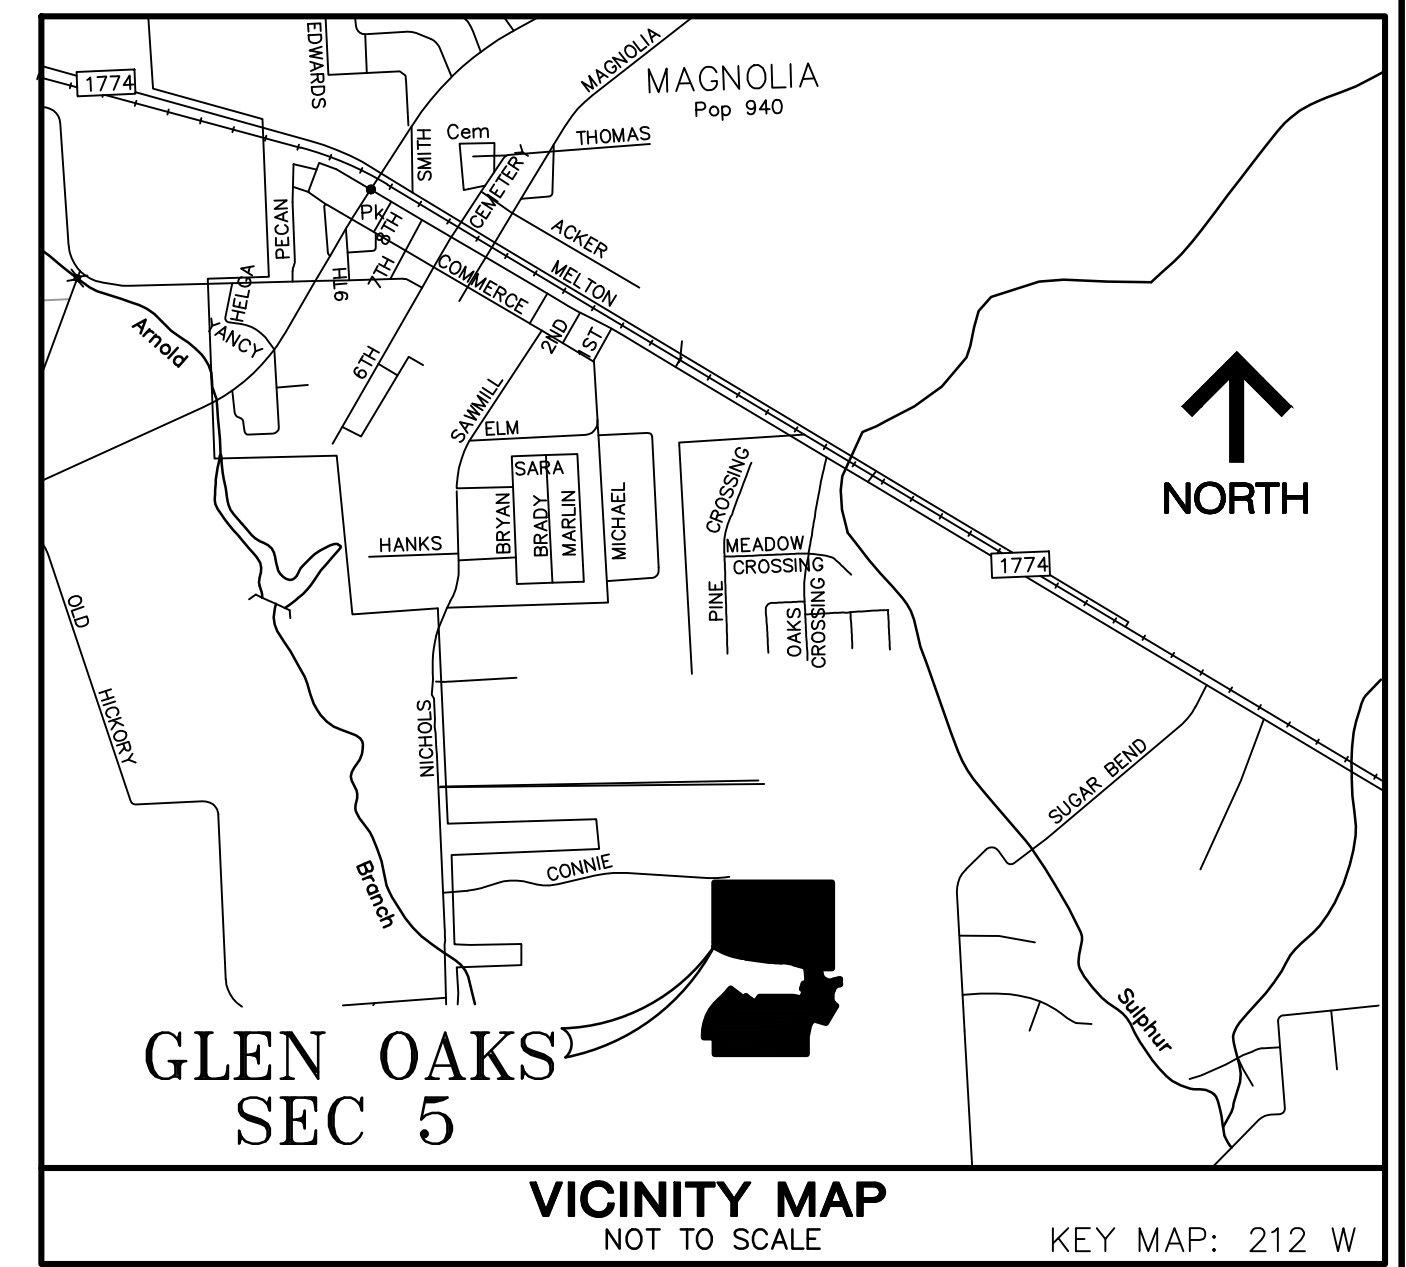 EDWARDS
MAGNOLIA
MAGNOLIA
Pop 940
1774
SMITH
Cem
THOMAS
CEMETERY
PECAN
Pk
8TH
7TH
9TH
ACKER
MELTON
COMMERCE
HELGA
YANCY
Arnold
6TH
2ND
1ST
SAWMILL
ELM
SARA
BRYAN
BRADY
MARLIN
MICHAEL
HANKS
CROSSING
PINE
MEADOW
CROSSING
OAKS
CROSSING
1774
NORTH
OLD
HICKORY
NICHOLS
SUGAR BEND
CONNIE
Branch
Sulphur
GLEN OAKS
SEC 5
VICINITY MAP
NOT TO SCALE
KEY MAP: 212 W